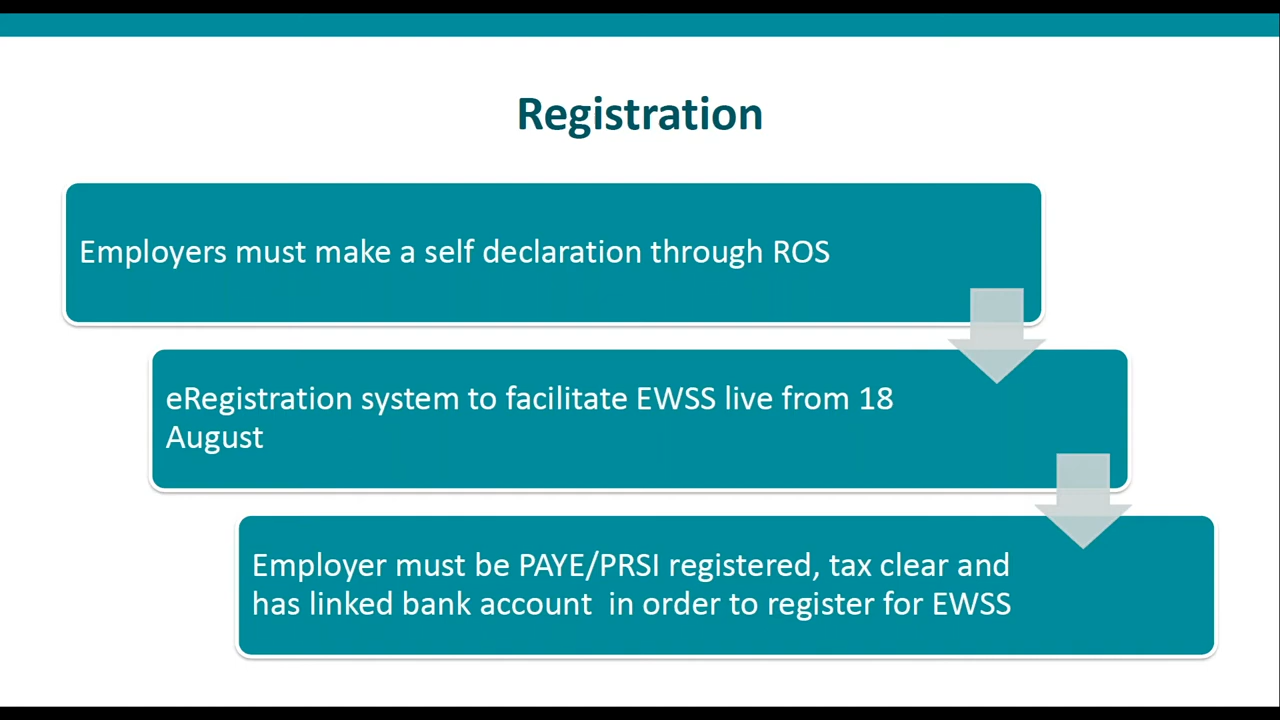 Registration
Employers must make a self declaration through ROS
eRegistration system to facilitate EWSS live from 18
August
Employer must be PAYE/PRSI registered, tax clear and
has linked bank account  in order to register for EWSS